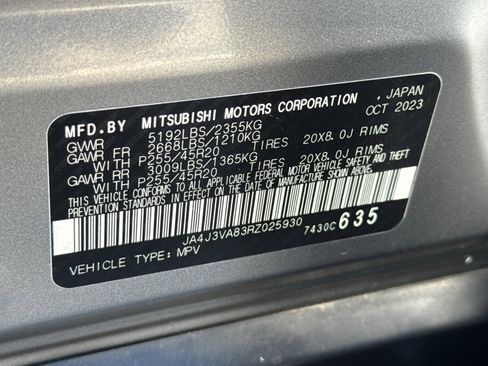 MFD.BY MITSUBISHI MOTORS CORPORATION , JAPAN
GVWR 5192LBS/2355KG OCT 2023
GAWR FR 2668LBS/1210KG
WITH P255/45R20 TIRES 20X8.0J RIMS
GAWR RR 3009LBS/1365KG
WITH P255/45R20 TIRES 20X8.0J RIMS
THIS VEHICLE CONFORMS TO ALL APPLICABLE FEDERAL MOTOR VEHICLE SAFETY, BUMPER, AND THEFT
PREVENTION STANDARDS IN EFFECT ON THE DATE OF MANUFACTURE SHOWN ABOVE.
JA4J3VA83RZ025930
7430C635
VEHICLE TYPE: MPV